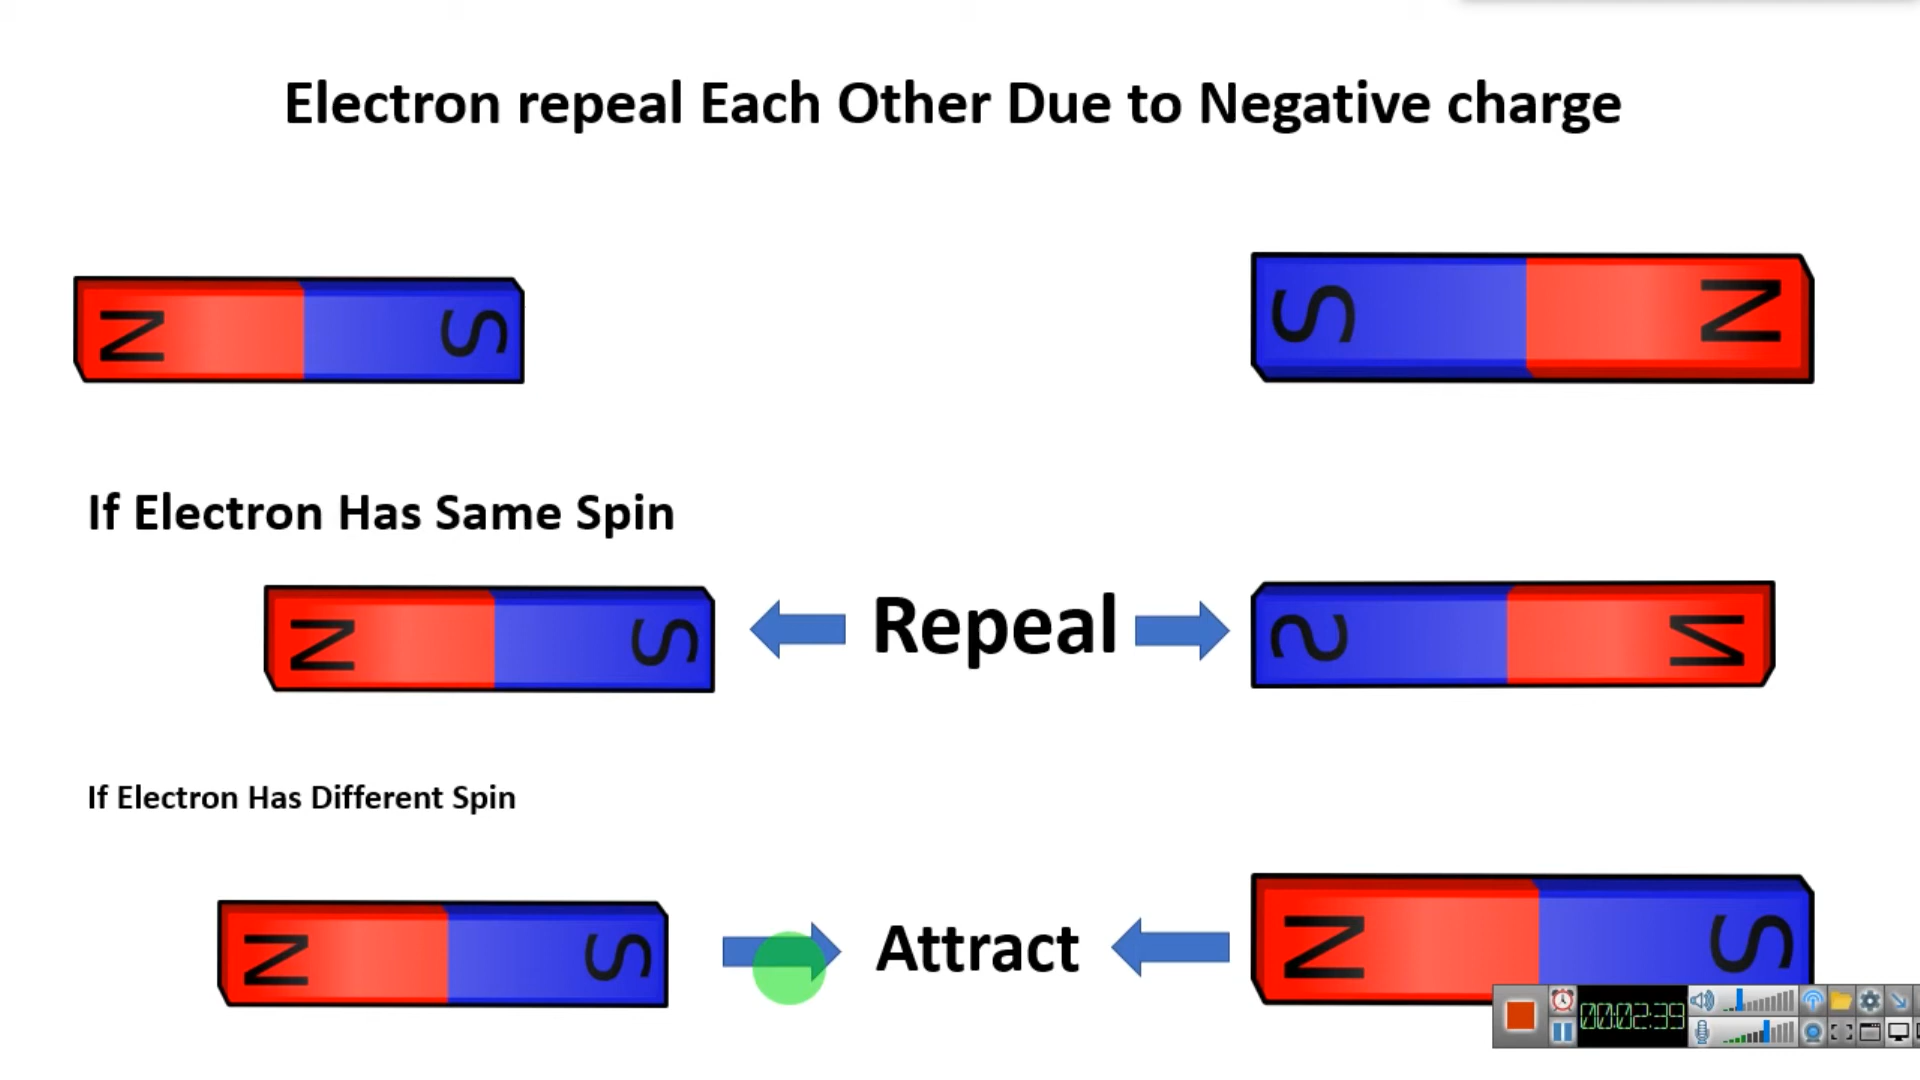 Electron repeal Each Other Due to Negative charge
N S S N
If Electron Has Same Spin
N S Repeal S N
If Electron Has Different Spin
N S Attract N S
00:02:39